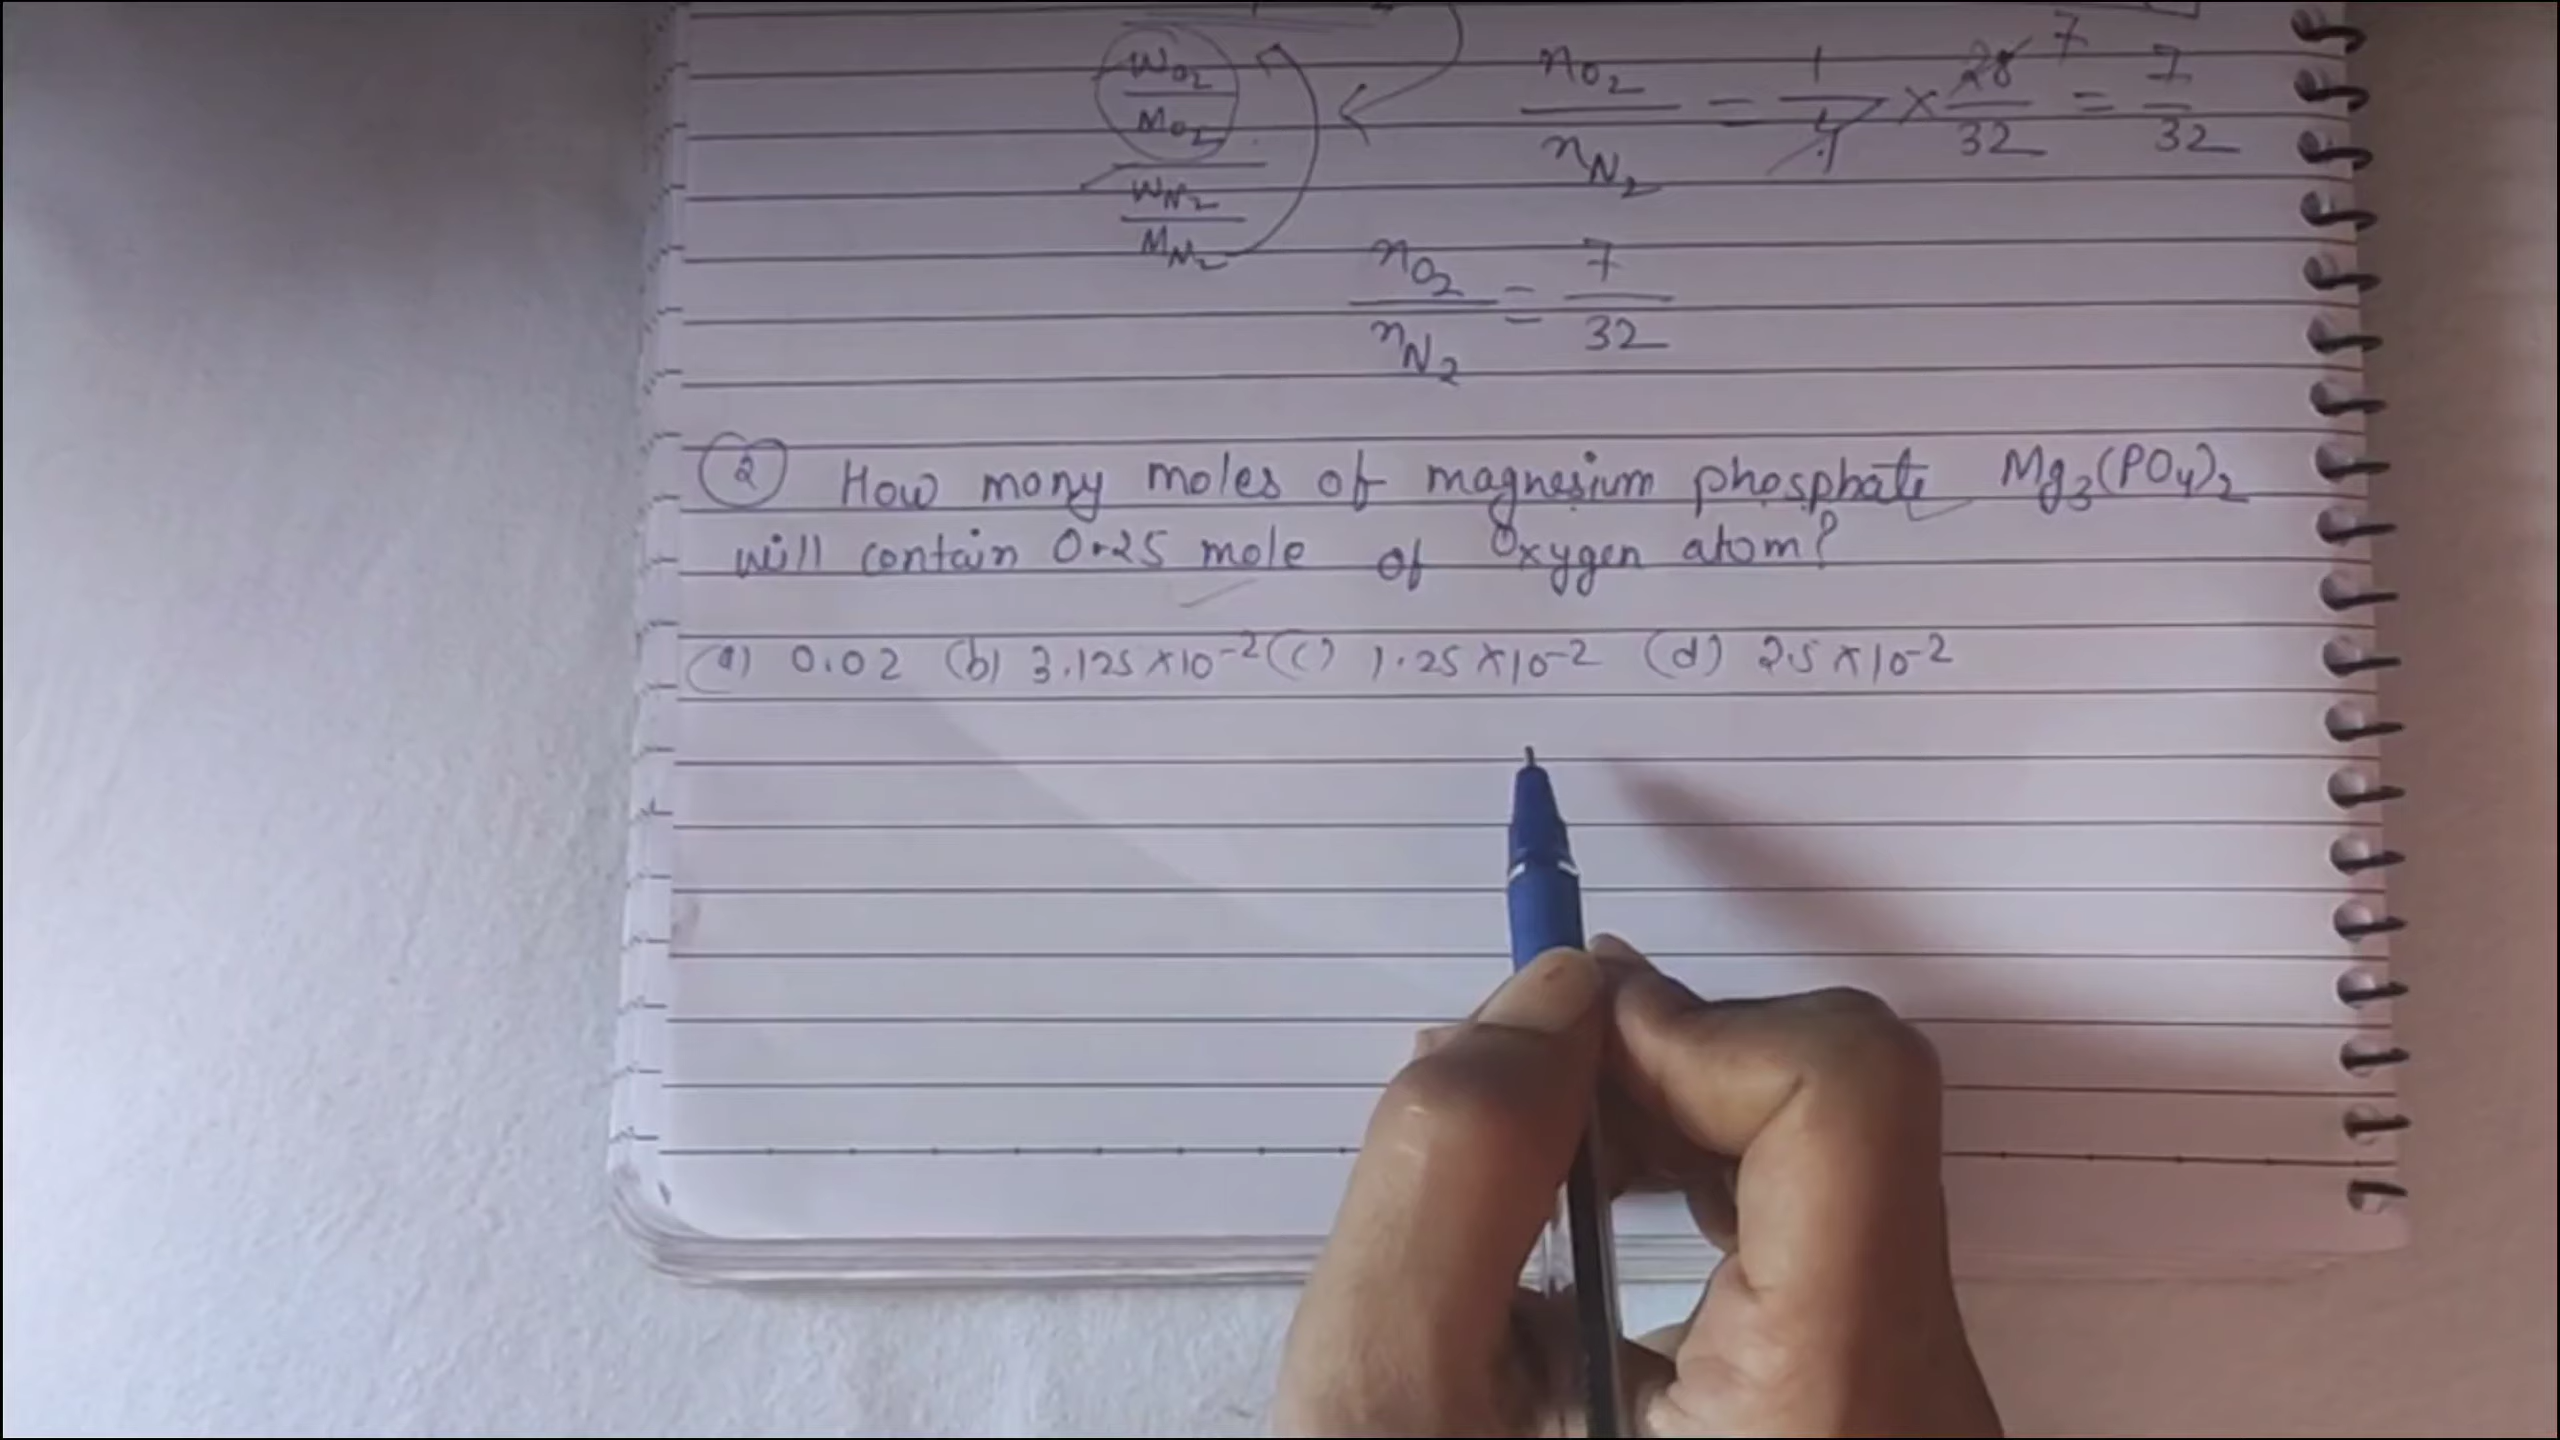 wO2
MO2
wN2
MN2
nO2 / nN2 = 1/4 × 28/32 = 7/32
7
nO2 / nN2 = 7/32
② How many moles of magnesium phosphate Mg3(PO4)2
will contain 0.25 mole of Oxygen atom?
(a) 0.02 (b) 3.125 × 10-2 (c) 1.25 × 10-2 (d) 2.5 × 10-2